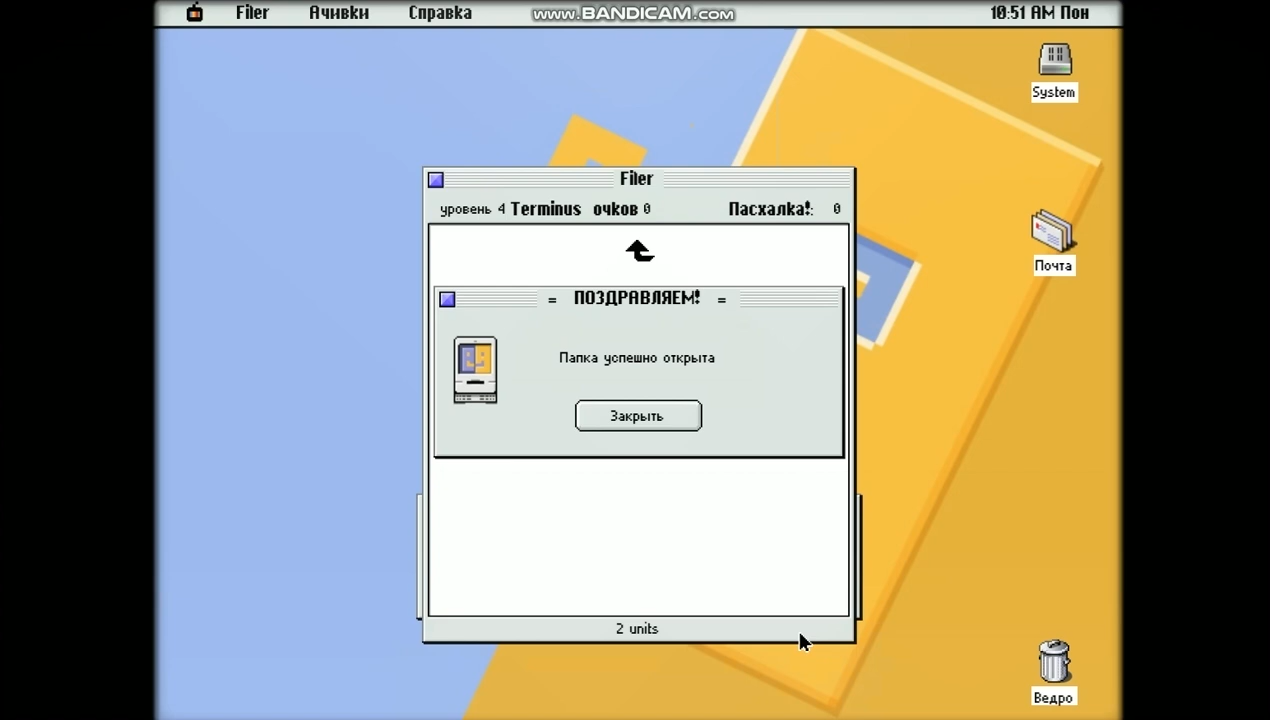 Filer Ачивки Справка www.BANDICAM.com 10:51 AM Пон
System
Filer
уровень 4 Terminus очков 0 Пасхалка!: 0
Почта
= ПОЗДРАВЛЯЕМ! =
Папка успешно открыта
Закрыть
2 units
Ведро